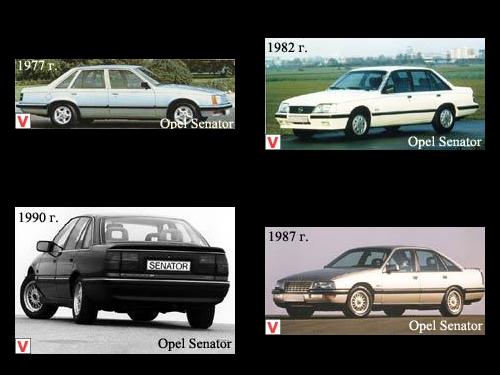 1977 г.
V
Opel Senator
1982 г.
V
Opel Senator
1990 г.
SENATOR
V
Opel Senator
1987 г.
V
Opel Senator